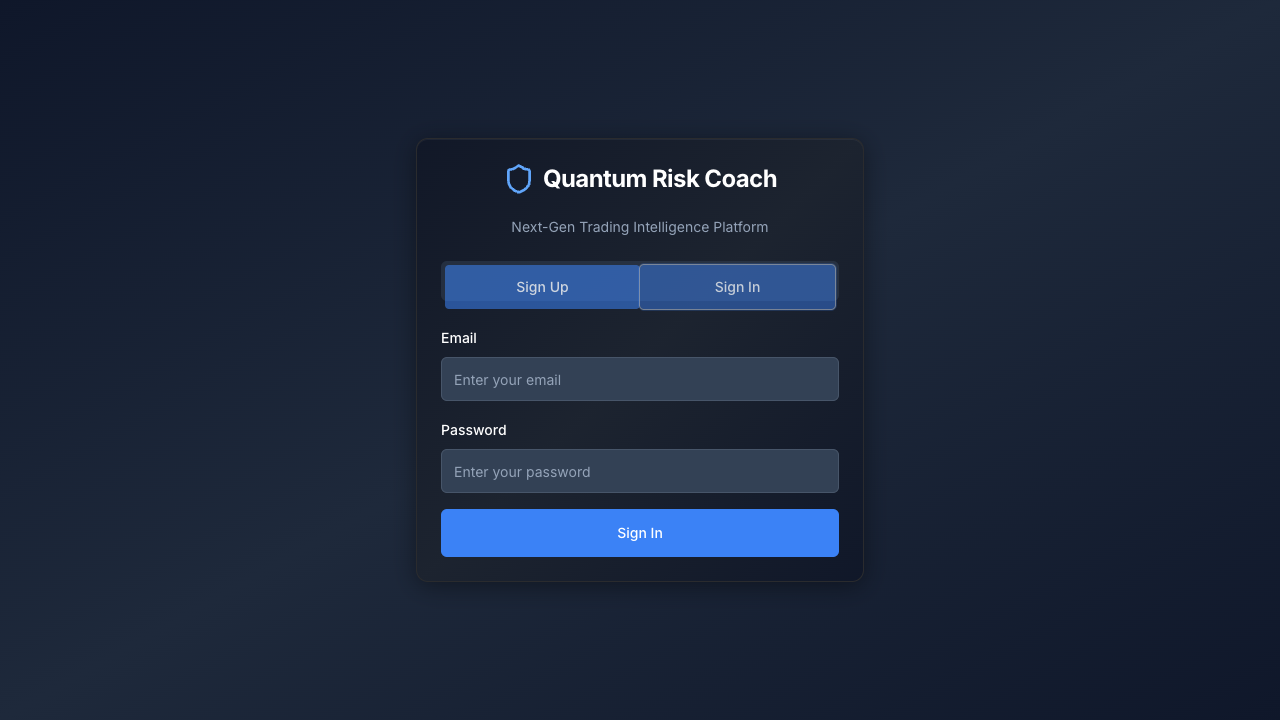 Quantum Risk Coach
Next-Gen Trading Intelligence Platform
Sign Up Sign In
Email
Enter your email
Password
Enter your password
Sign In